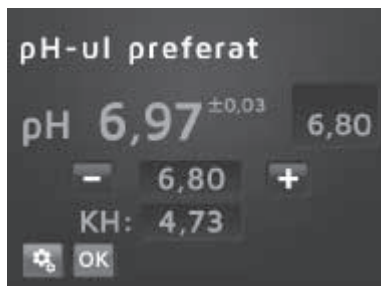 pH-ul preferat
pH 6,97 ±0,03 6,80
− 6,80 +
KH: 4,73
OK